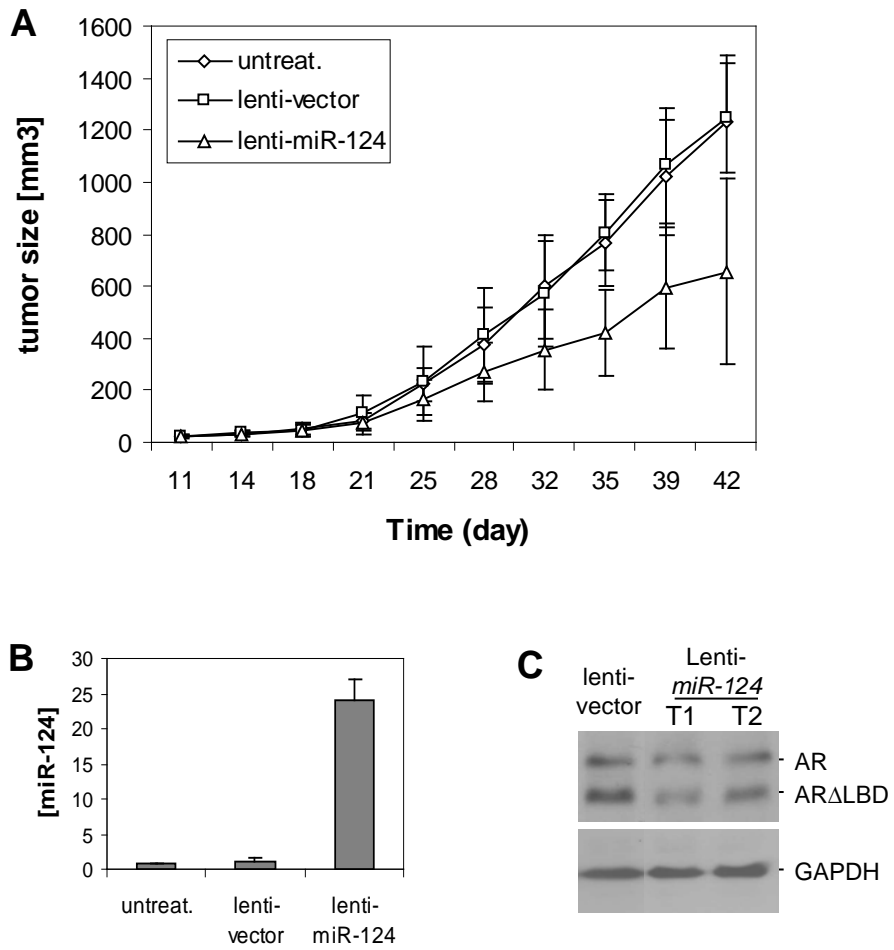 A
1600
1400
1200
1000
800
600
400
200
0
tumor size [mm3]
untreat.
lenti-vector
lenti-miR-124
11 14 18 21 25 28 32 35 39 42
Time (day)
B
30
25
20
15
10
5
0
[miR-124]
untreat.
lenti-
vector
lenti-
miR-124
C
lenti-
vector
Lenti-
miR-124
T1 T2
AR
ARΔLBD
GAPDH